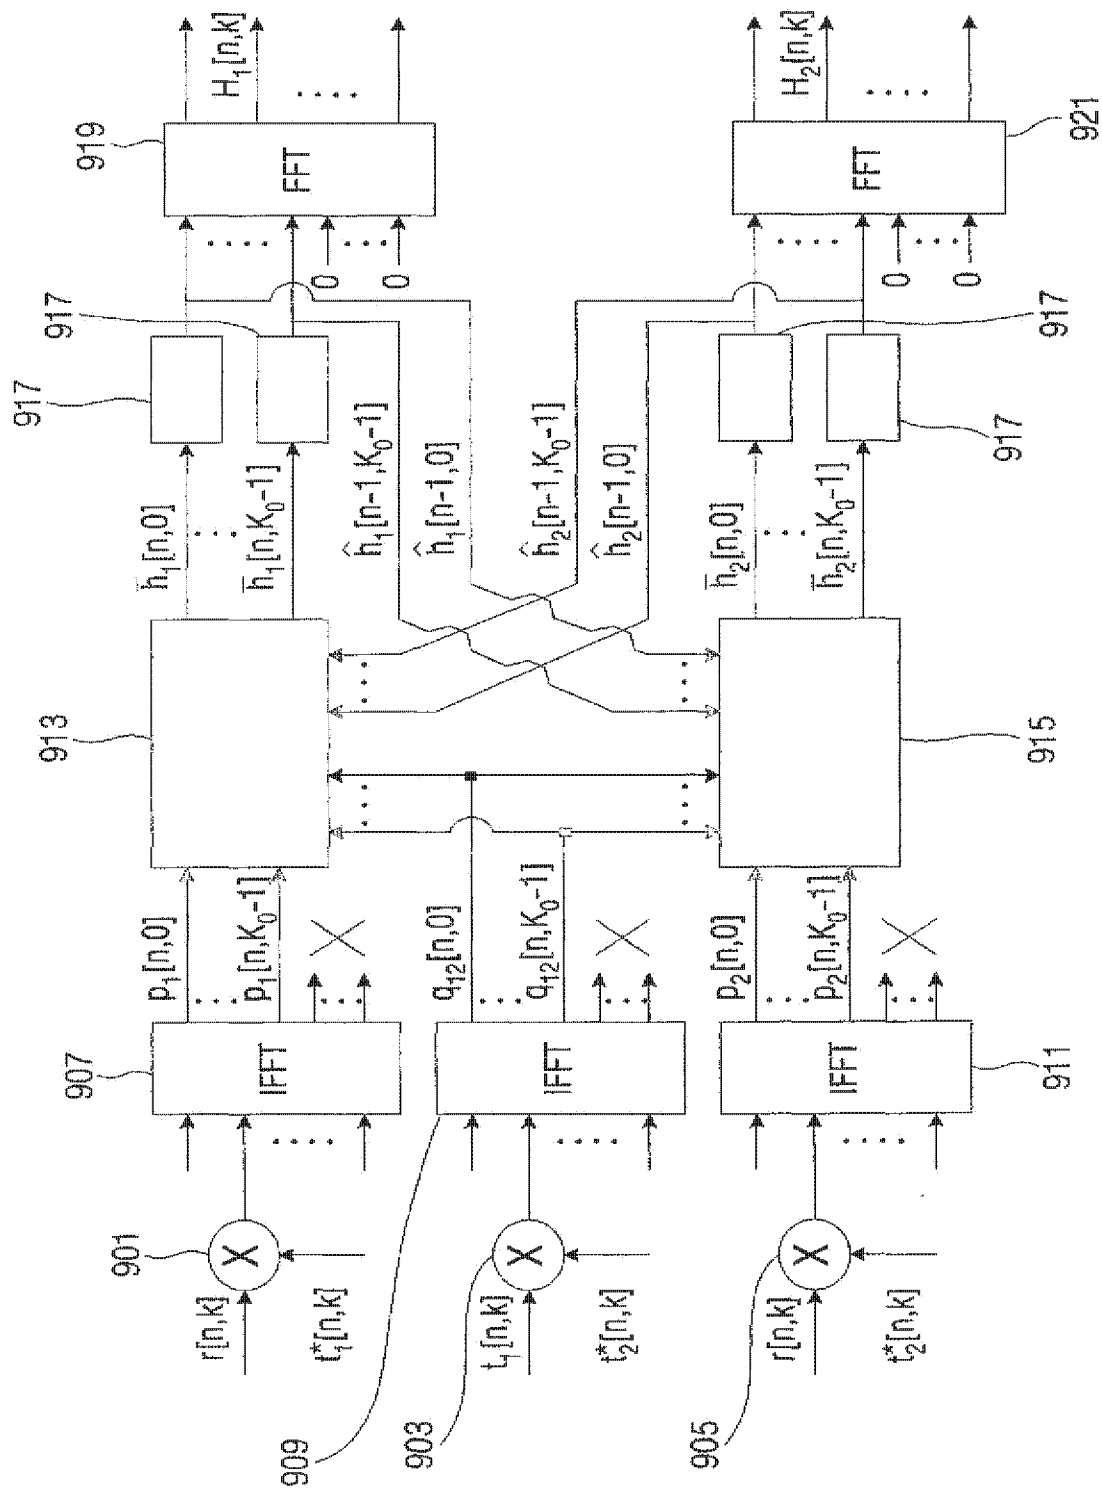 901
r[n,k]
t₁*[n,k]
X
907
IFFT
p₁[n,0]
p₁[n,K₀-1]
913
h̄₁[n,0]
h̄₁[n,K₀-1]
917
917
0
0
919
FFT
H₁[n,k]
909
903
t₁[n,k]
t₂*[n,k]
X
IFFT
q₁₂[n,0]
q₁₂[n,K₀-1]
ĥ₁[n-1,K₀-1]
ĥ₁[n-1,0]
ĥ₂[n-1,K₀-1]
ĥ₂[n-1,0]
905
r[n,k]
t₂*[n,k]
X
911
IFFT
p₂[n,0]
p₂[n,K₀-1]
915
h̄₂[n,0]
h̄₂[n,K₀-1]
917
917
0
0
921
FFT
H₂[n,k]